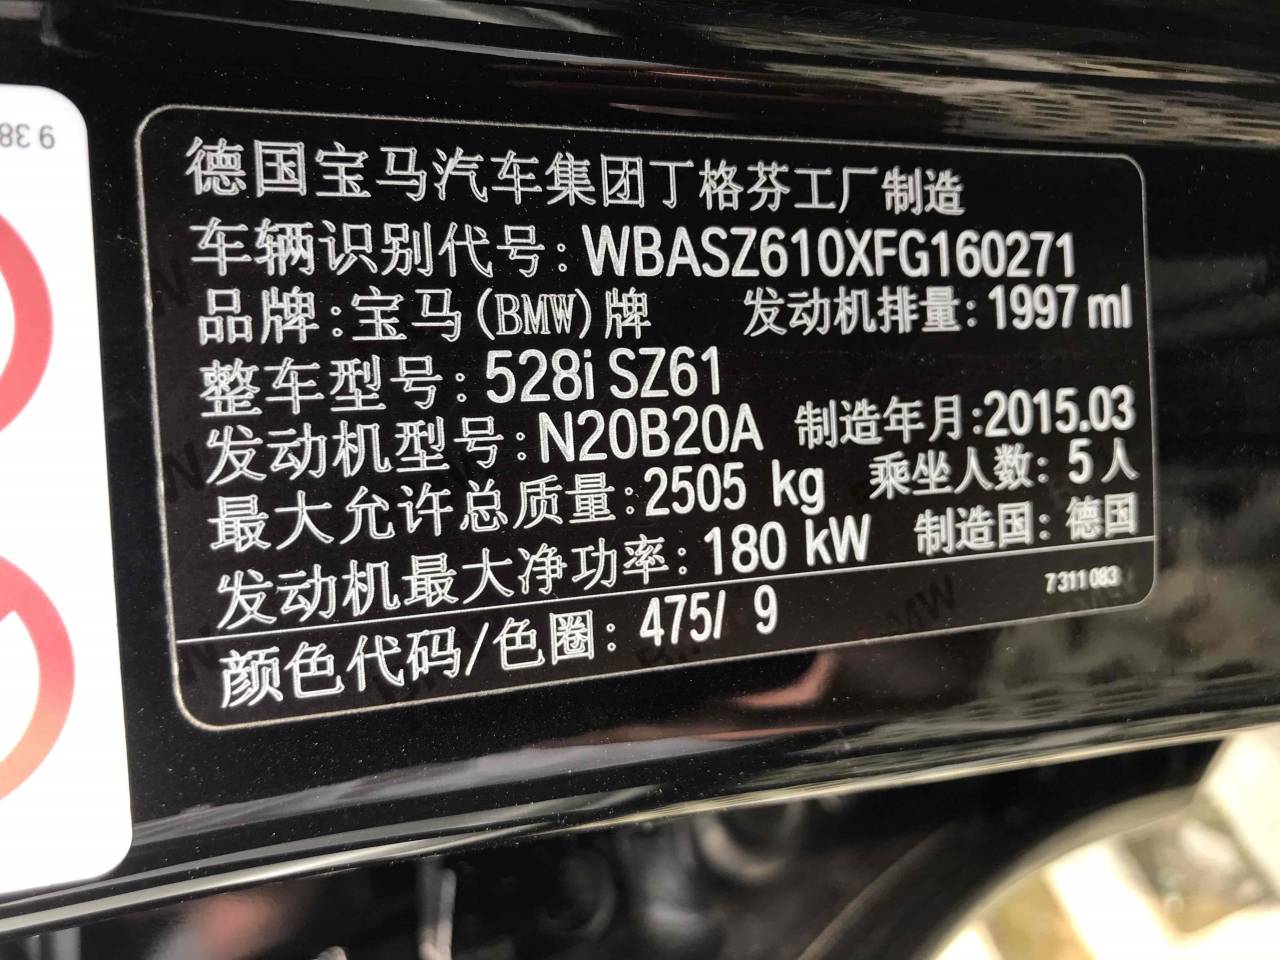 9 38
德国宝马汽车集团丁格芬工厂制造
车辆识别代号:WBASZ610XFG160271
品牌:宝马(BMW)牌 发动机排量:1997 ml
整车型号:528i SZ61
发动机型号:N20B20A 制造年月:2015.03
最大允许总质量:2505 kg 乘坐人数:5人
发动机最大净功率:180 kW 制造国:德国
7 311 083
颜色代码/色圈: 475/ 9